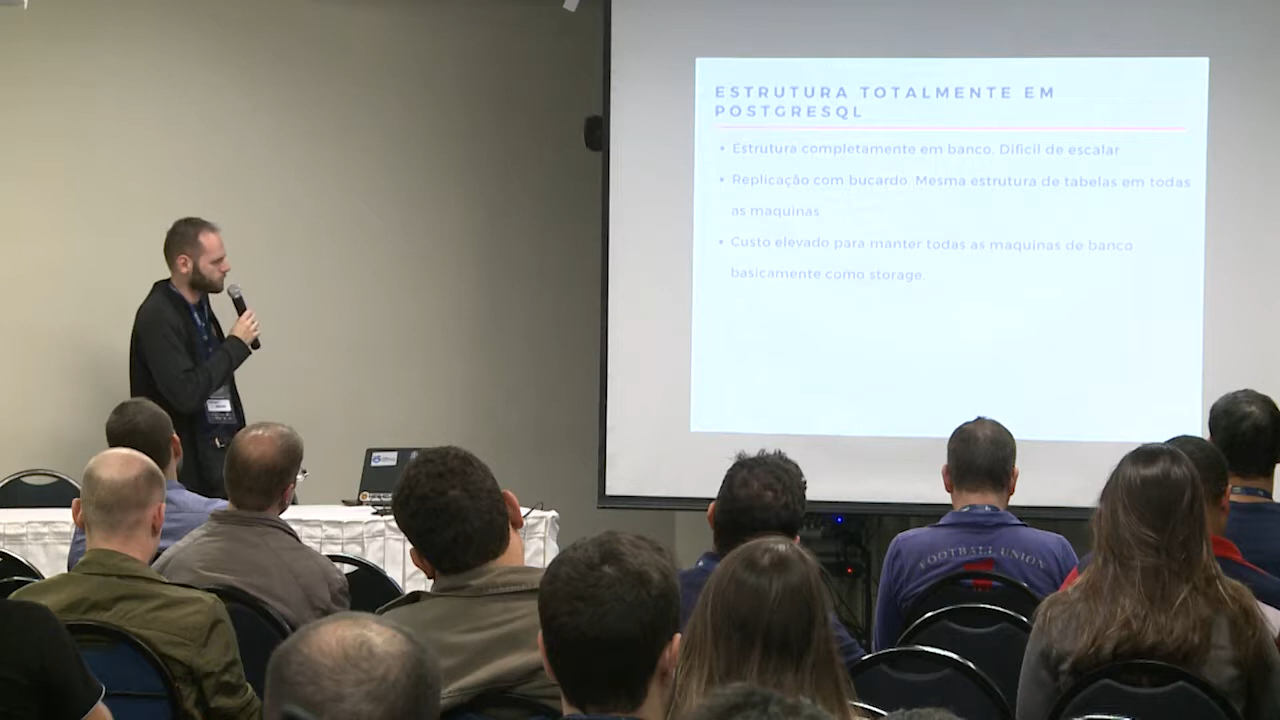 ESTRUTURA TOTALMENTE EM
POSTGRESQL
• Estrutura completamente em banco. Dificil de escalar
• Replicação com bucardo. Mesma estrutura de tabelas em todas
as maquinas
• Custo elevado para manter todas as maquinas de banco
basicamente como storage.
FOOTBALL UNION